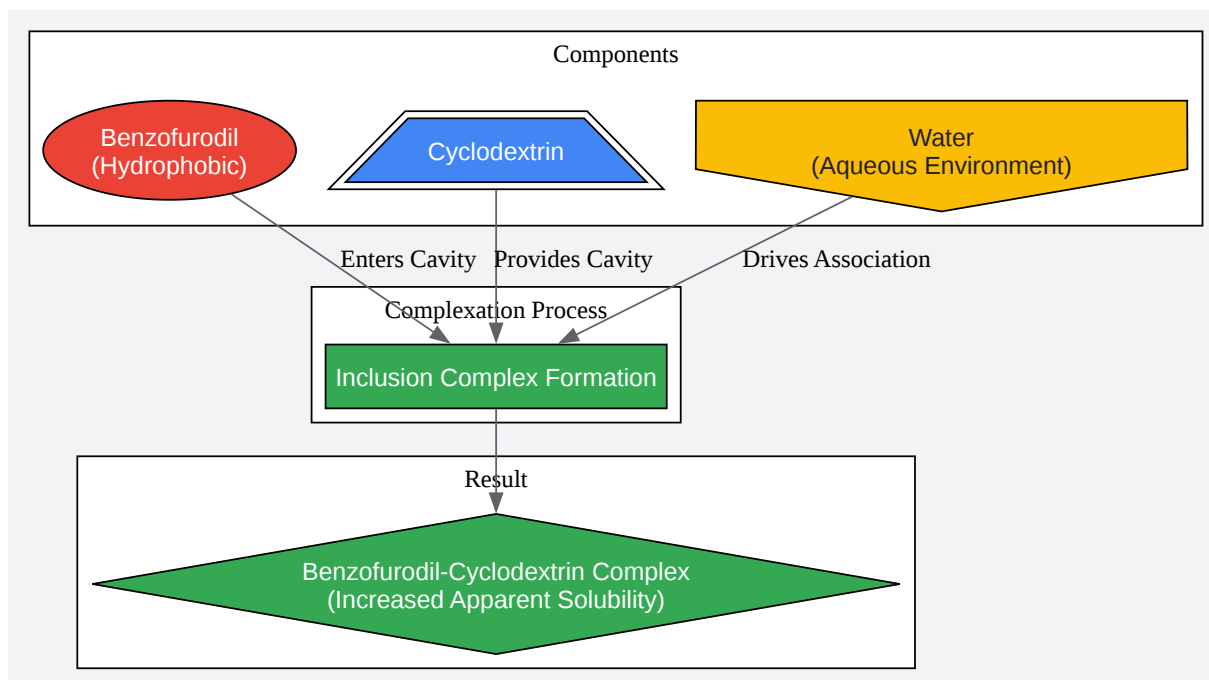 Components
Benzofurodil
(Hydrophobic)
Cyclodextrin
Water
(Aqueous Environment)
Enters Cavity
Provides Cavity
Drives Association
Complexation Process
Inclusion Complex Formation
Result
Benzofurodil-Cyclodextrin Complex
(Increased Apparent Solubility)